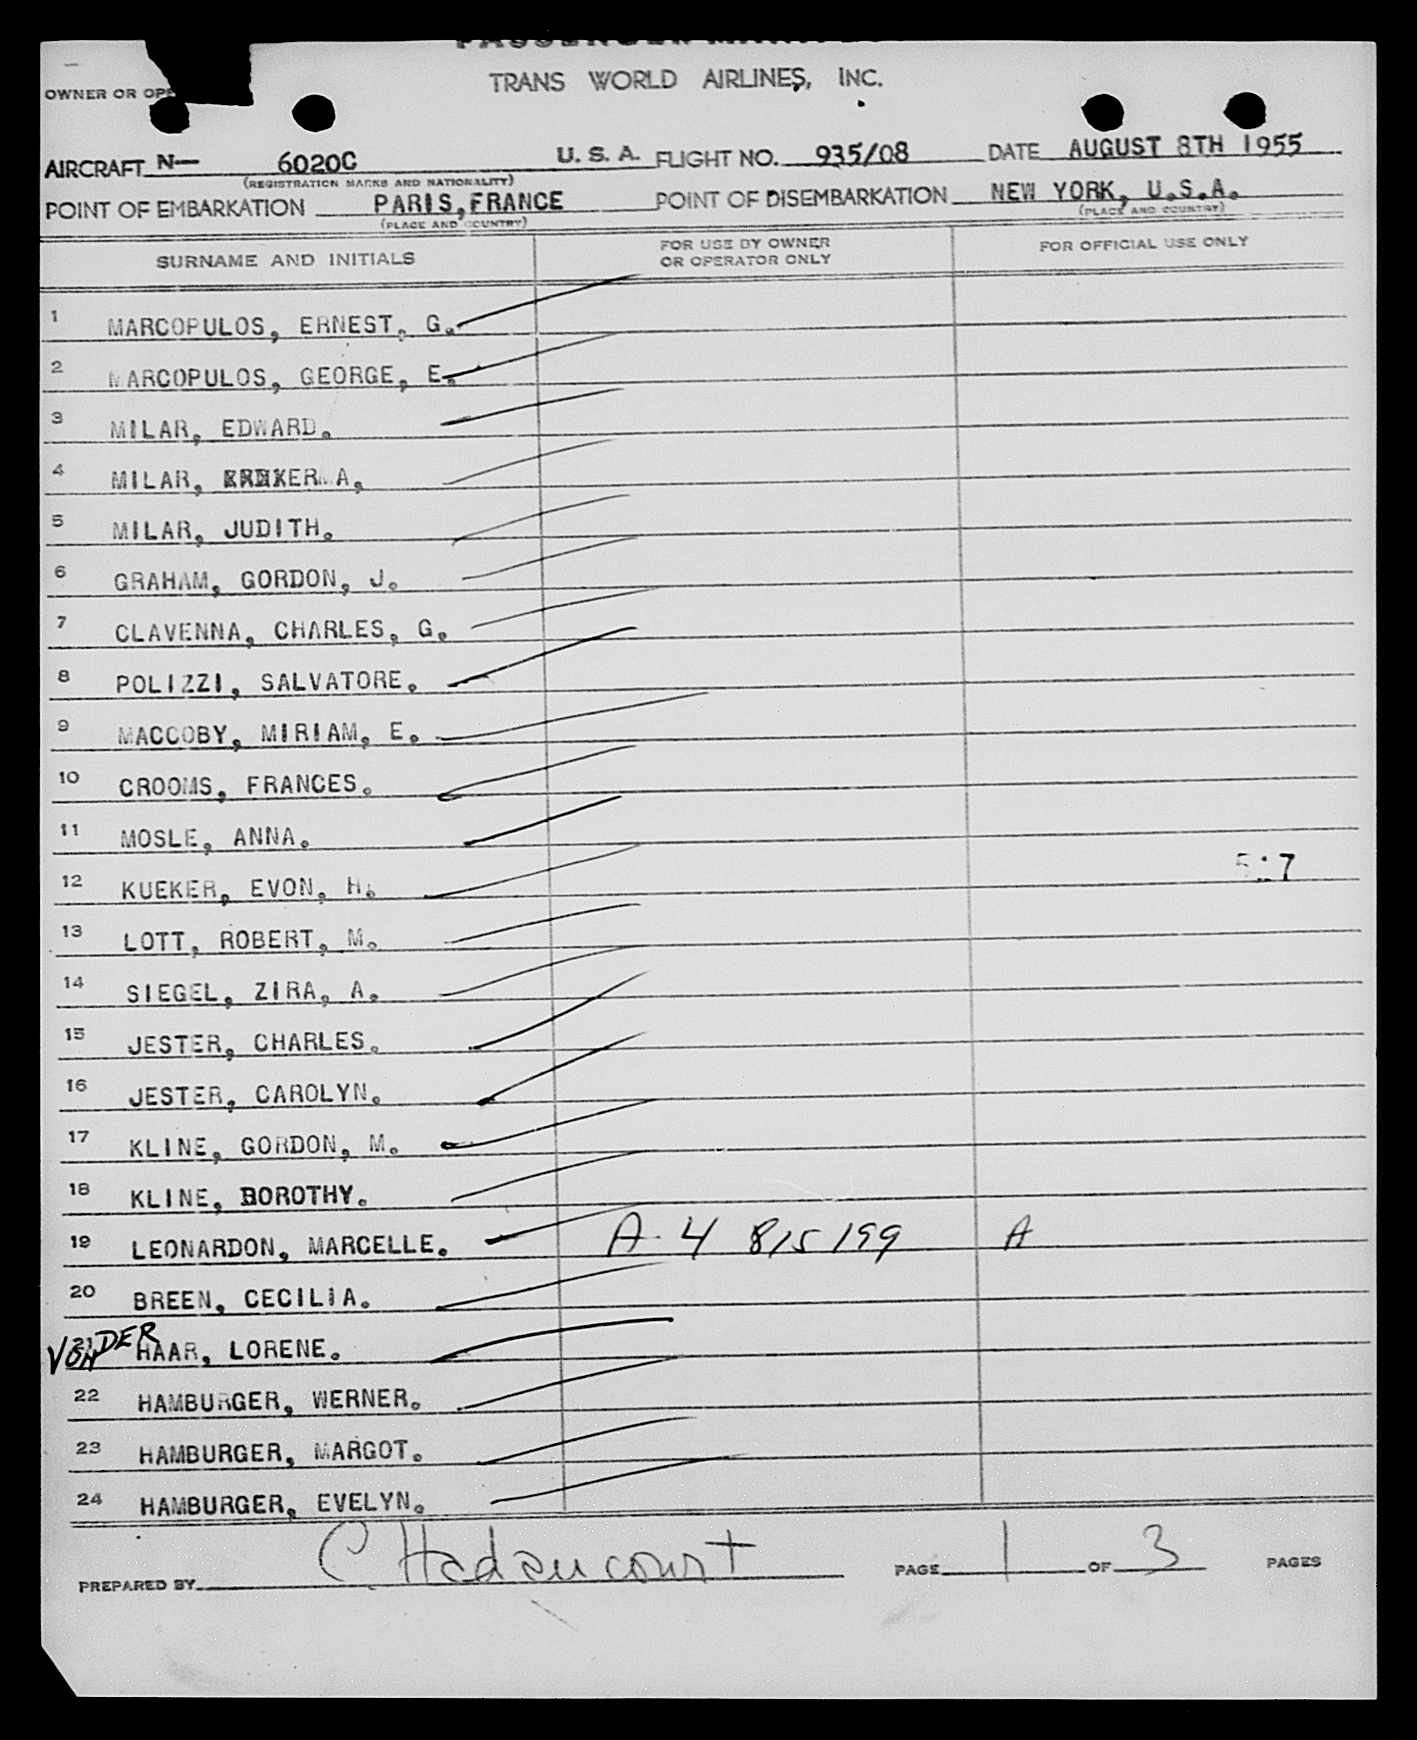 PASSENGER MANIFEST
TRANS WORLD AIRLINES, INC.
OWNER OR OPE
AIRCRAFT N— 6020C U.S.A. FLIGHT NO. 935/08 DATE AUGUST 8TH 1955
(REGISTRATION MARKS AND NATIONALITY)
POINT OF EMBARKATION PARIS, FRANCE POINT OF DISEMBARKATION NEW YORK, U.S.A.
(PLACE AND COUNTRY) (PLACE AND COUNTRY)
SURNAME AND INITIALS FOR USE BY OWNER OR OPERATOR ONLY FOR OFFICIAL USE ONLY
1 MARCOPULOS, ERNEST, G.
2 MARCOPULOS, GEORGE, E.
3 MILAR, EDWARD.
4 MILAR, ERMA,
5 MILAR, JUDITH.
6 GRAHAM, GORDON, J.
7 CLAVENNA, CHARLES, G.
8 POLIZZI, SALVATORE.
9 MACCOBY, MIRIAM, E.
10 CROOMS, FRANCES.
11 MOSLE, ANNA.
12 KUEKER, EVON, H.
13 LOTT, ROBERT, M.
14 SIEGEL, ZIRA, A.
15 JESTER, CHARLES.
16 JESTER, CAROLYN.
17 KLINE, GORDON, M.
18 KLINE, DOROTHY.
19 LEONARDON, MARCELLE. A-4 815 199 A
20 BREEN, CECILIA.
21 VON DER HAAR, LORENE.
22 HAMBURGER, WERNER.
23 HAMBURGER, MARGOT.
24 HAMBURGER, EVELYN.
PREPARED BY PAGE 1 OF 3 PAGES